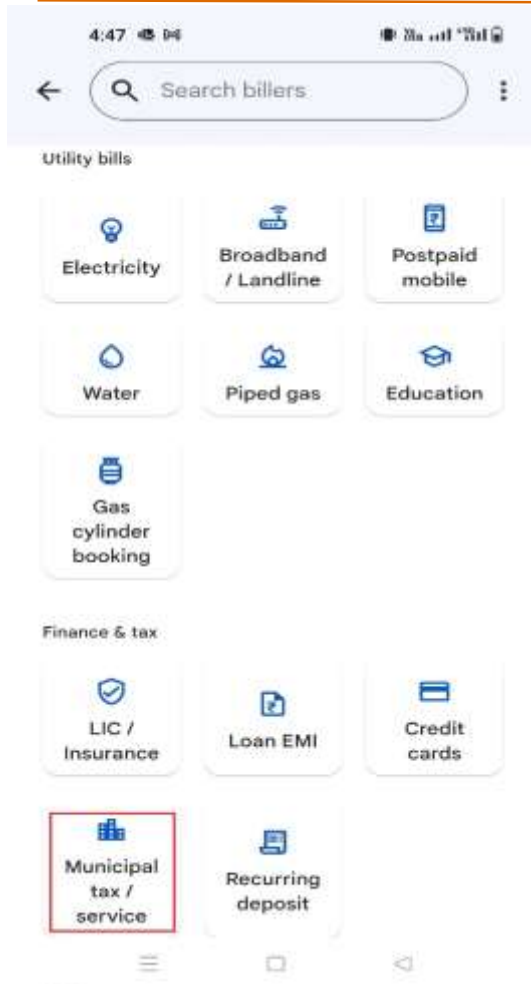 4:47
Search billers
Utility bills
Electricity
Broadband
/ Landline
Postpaid
mobile
Water
Piped gas
Education
Gas
cylinder
booking
Finance & tax
LIC /
Insurance
Loan EMI
Credit
cards
Municipal
tax /
service
Recurring
deposit